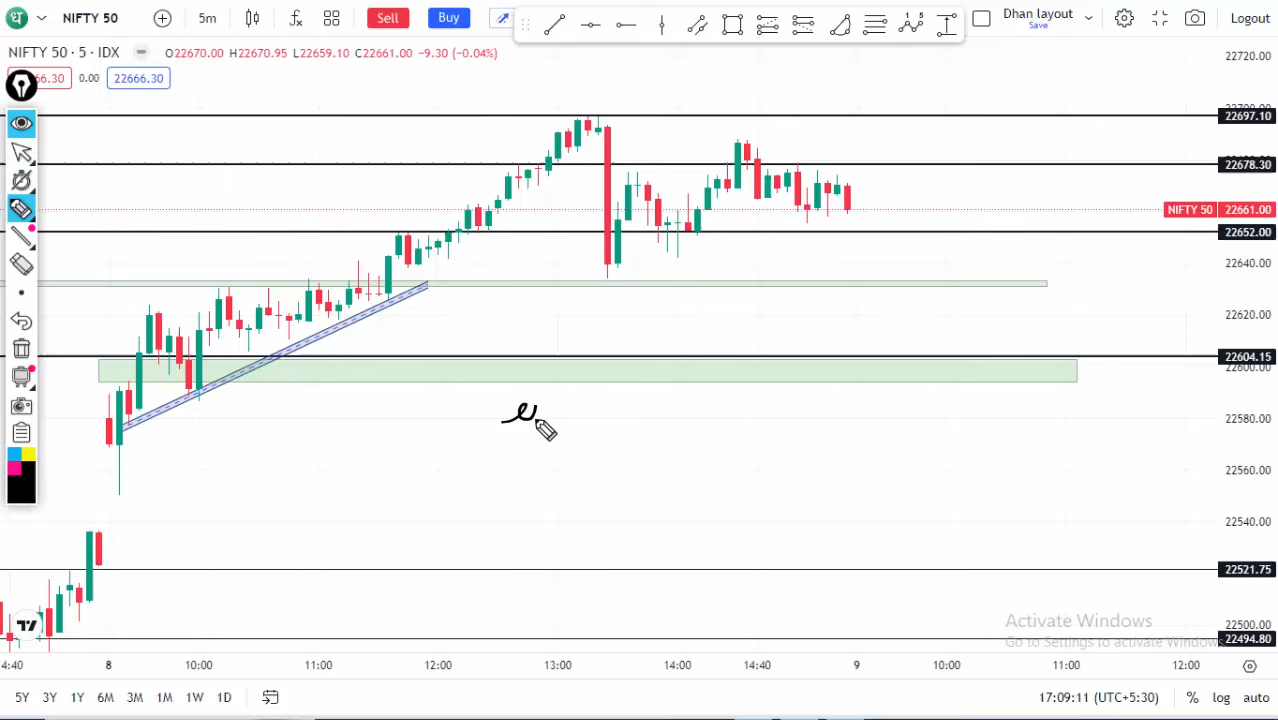 NIFTY 50 5m Sell Buy Dhan layout Save Logout
NIFTY 50 · 5 · IDX O22670.00 H22670.95 L22659.10 C22661.00 −9.30 (−0.04%)
66.30 0.00 22666.30
22720.00
22697.10
22678.30
NIFTY 50 22661.00
22652.00
22640.00
22620.00
22604.15
22600.00
22580.00
22560.00
22540.00
22521.75
22500.00
22494.80
Activate Windows
Go to Settings to activate Windows.
4:40 8 10:00 11:00 12:00 13:00 14:00 14:40 9 10:00 11:00 12:00
5Y 3Y 1Y 6M 3M 1M 1W 1D 17:09:11 (UTC+5:30) % log auto